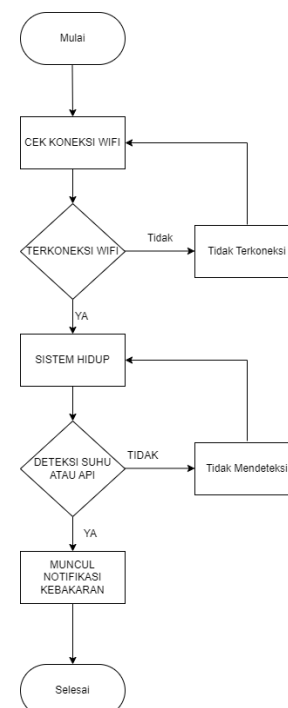 Mulai
CEK KONEKSI WIFI
TERKONEKSI WIFI
Tidak
Tidak Terkoneksi
YA
SISTEM HIDUP
DETEKSI SUHU
ATAU API
TIDAK
Tidak Mendeteksi
YA
MUNCUL
NOTIFIKASI
KEBAKARAN
Selesai